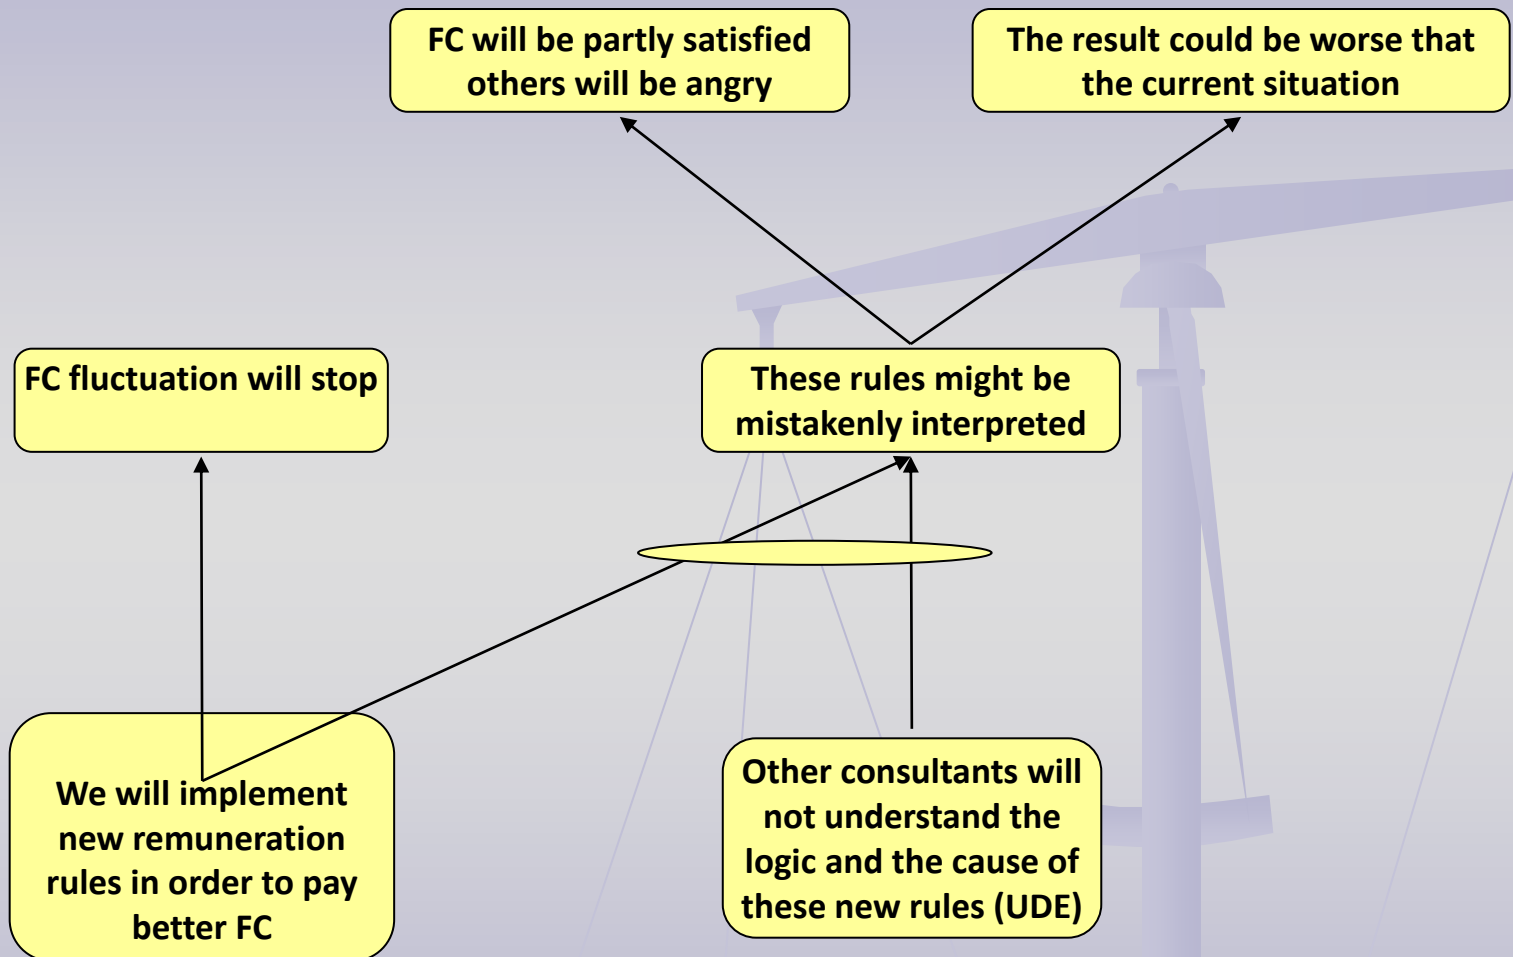 FC will be partly satisfied
others will be angry
The result could be worse that
the current situation
FC fluctuation will stop
These rules might be
mistakenly interpreted
We will implement
new remuneration
rules in order to pay
better FC
Other consultants will
not understand the
logic and the cause of
these new rules (UDE)